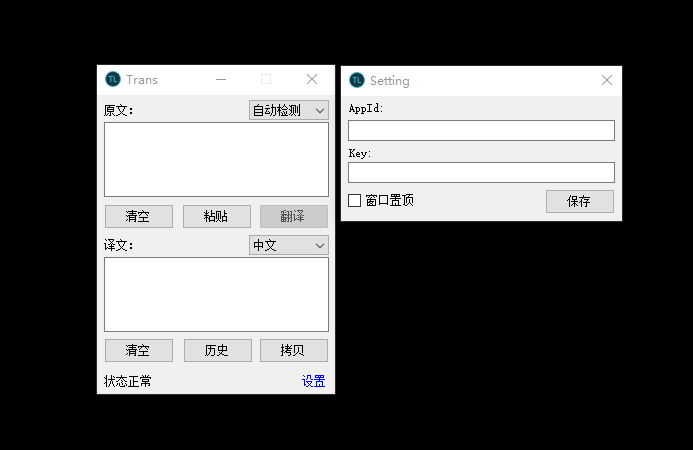 TL Trans
原文： 自动检测
清空 粘贴 翻译
译文： 中文
清空 历史 拷贝
状态正常 设置
TL Setting
AppId:
Key:
窗口置顶 保存